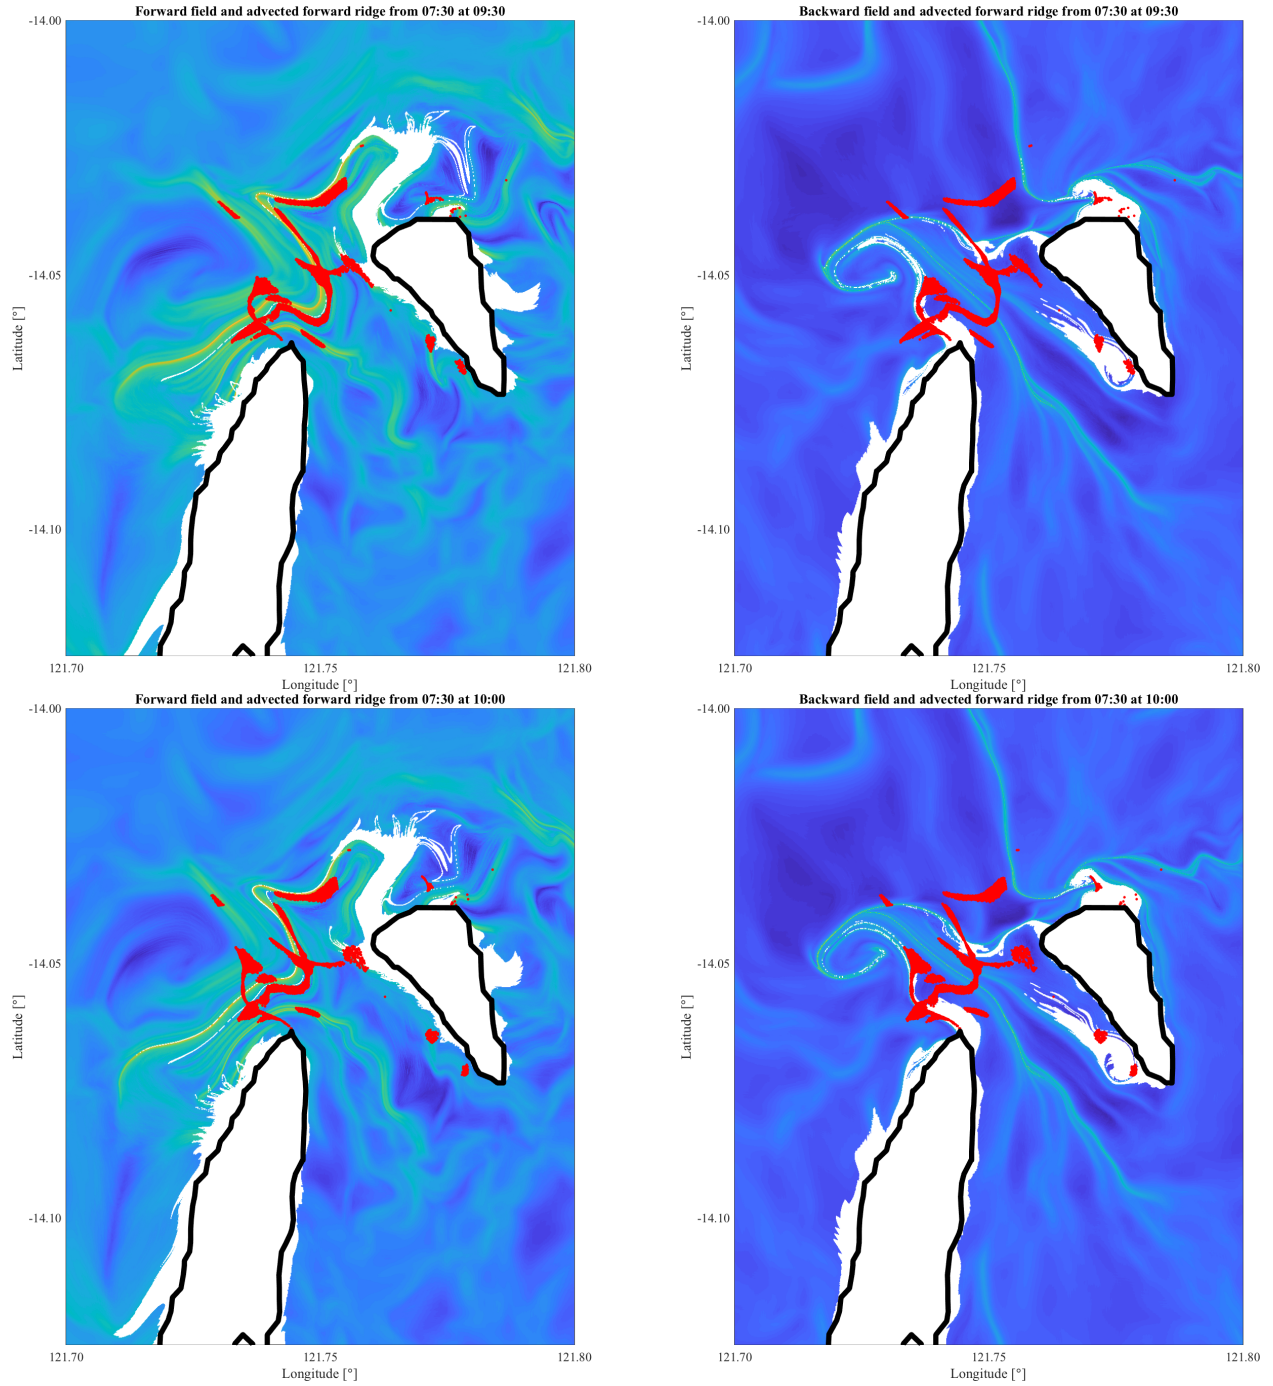 Forward field and advected forward ridge from 07:30 at 09:30
Backward field and advected forward ridge from 07:30 at 09:30
-14.00
-14.05
-14.10
Latitude [°]
121.70
121.75
121.80
Longitude [°]
-14.00
-14.05
-14.10
Latitude [°]
121.70
121.75
121.80
Longitude [°]
Forward field and advected forward ridge from 07:30 at 10:00
Backward field and advected forward ridge from 07:30 at 10:00
-14.00
-14.05
-14.10
Latitude [°]
121.70
121.75
121.80
Longitude [°]
-14.00
-14.05
-14.10
Latitude [°]
121.70
121.75
121.80
Longitude [°]